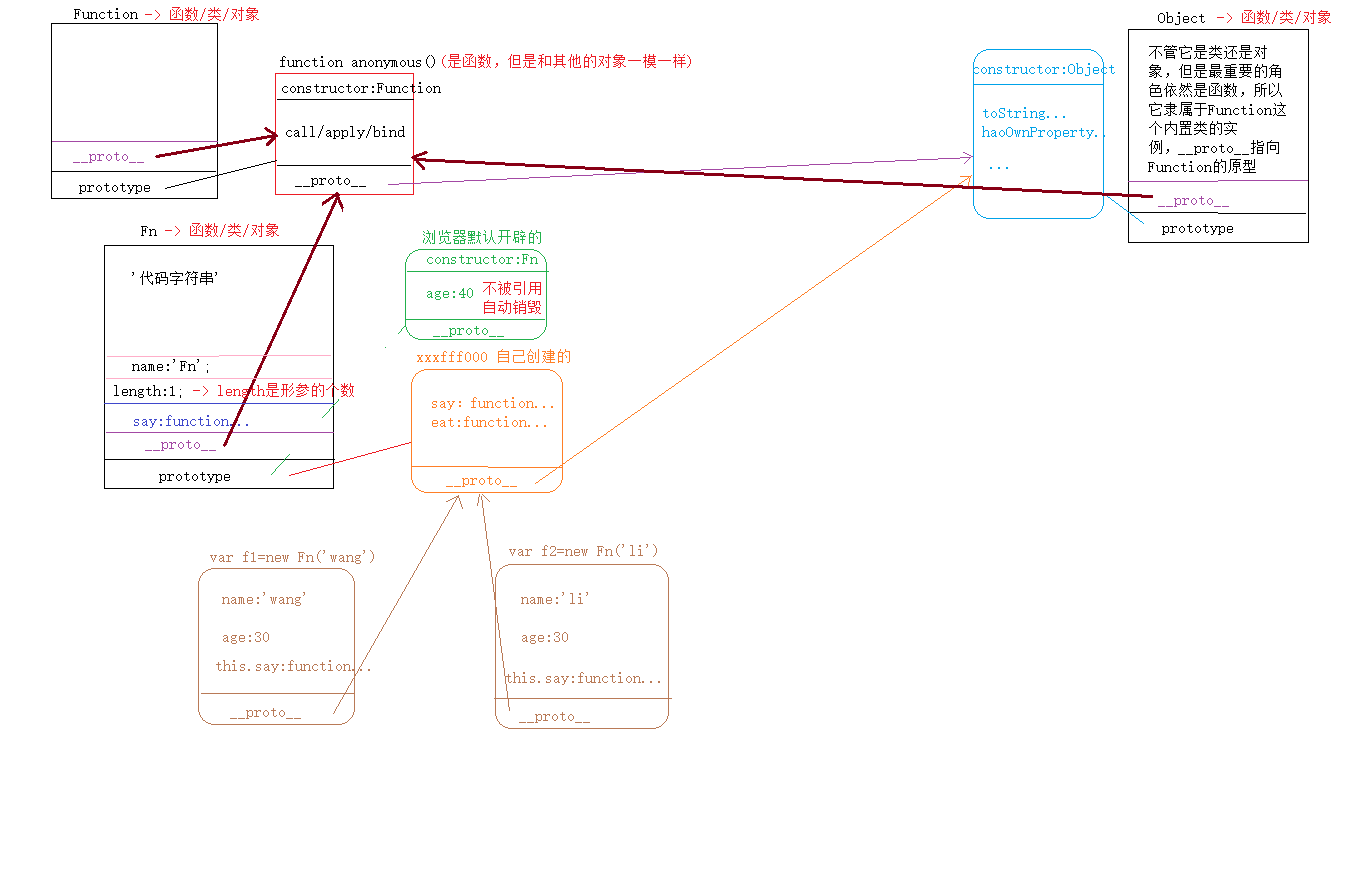 Function -> 函数/类/对象
__proto__
prototype
function anonymous()(是函数，但是和其他的对象一模一样)
constructor:Function
call/apply/bind
__proto__
constructor:Object
toString...
haoOwnProperty..
...
Object -> 函数/类/对象
不管它是类还是对
象，但是最重要的角
色依然是函数，所以
它隶属于Function这
个内置类的实
例，__proto__指向
Function的原型
__proto__
prototype
Fn -> 函数/类/对象
'代码字符串'
name:'Fn';
length:1; -> length是形参的个数
say:function...
__proto__
prototype
浏览器默认开辟的
constructor:Fn
age:40 不被引用
自动销毁
__proto__
xxxfff000 自己创建的
say：function...
eat:function...
__proto__
var f1=new Fn('wang')
name:'wang'
age:30
this.say:function...
__proto__
var f2=new Fn('li')
name:'li'
age:30
this.say:function...
__proto__